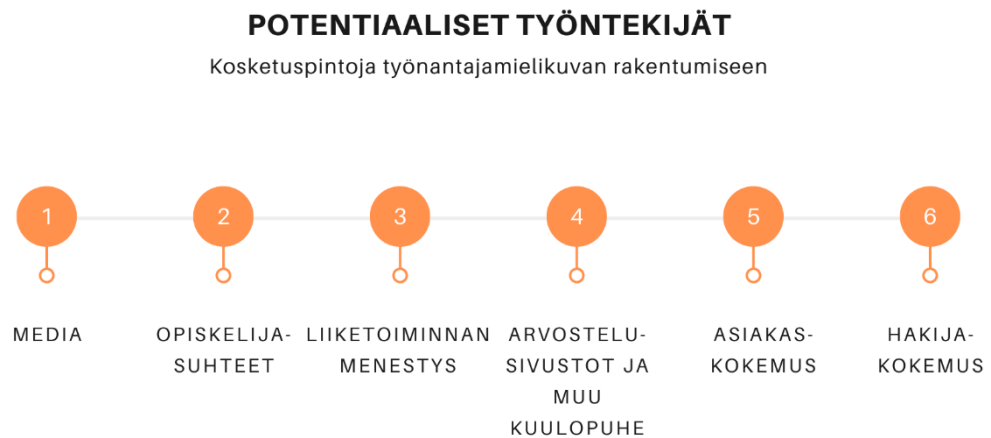 POTENTIAALISET TYÖNTEKIJÄT
Kosketuspintoja työnantajamielikuvan rakentumiseen
1
2
3
4
5
6
MEDIA
OPISKELIJA-
SUHTEET
LIIKETOIMINNAN
MENESTYS
ARVOSTELU-
SIVUSTOT JA
MUU
KUULOPUHE
ASIAKAS-
KOKEMUS
HAKIJA-
KOKEMUS